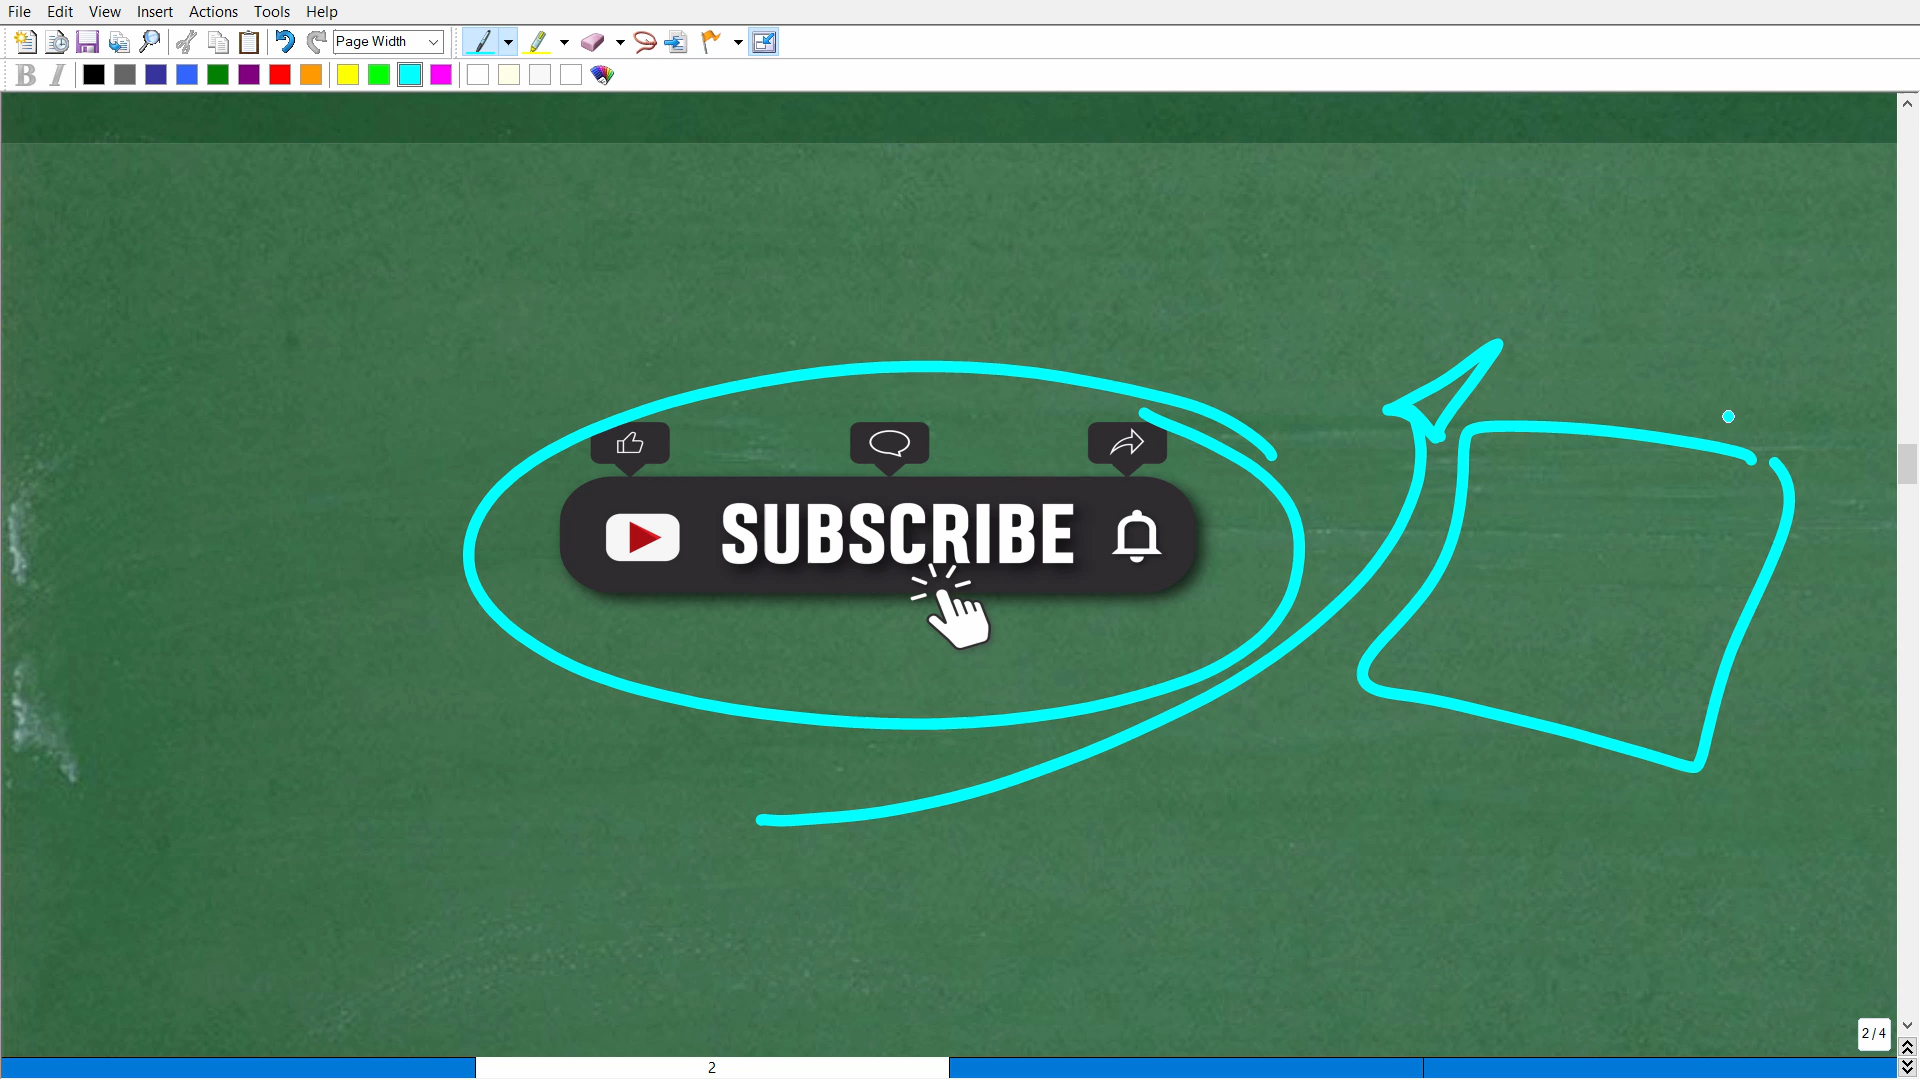 File Edit View Insert Actions Tools Help
Page Width
B I
SUBSCRIBE
2 / 4
2